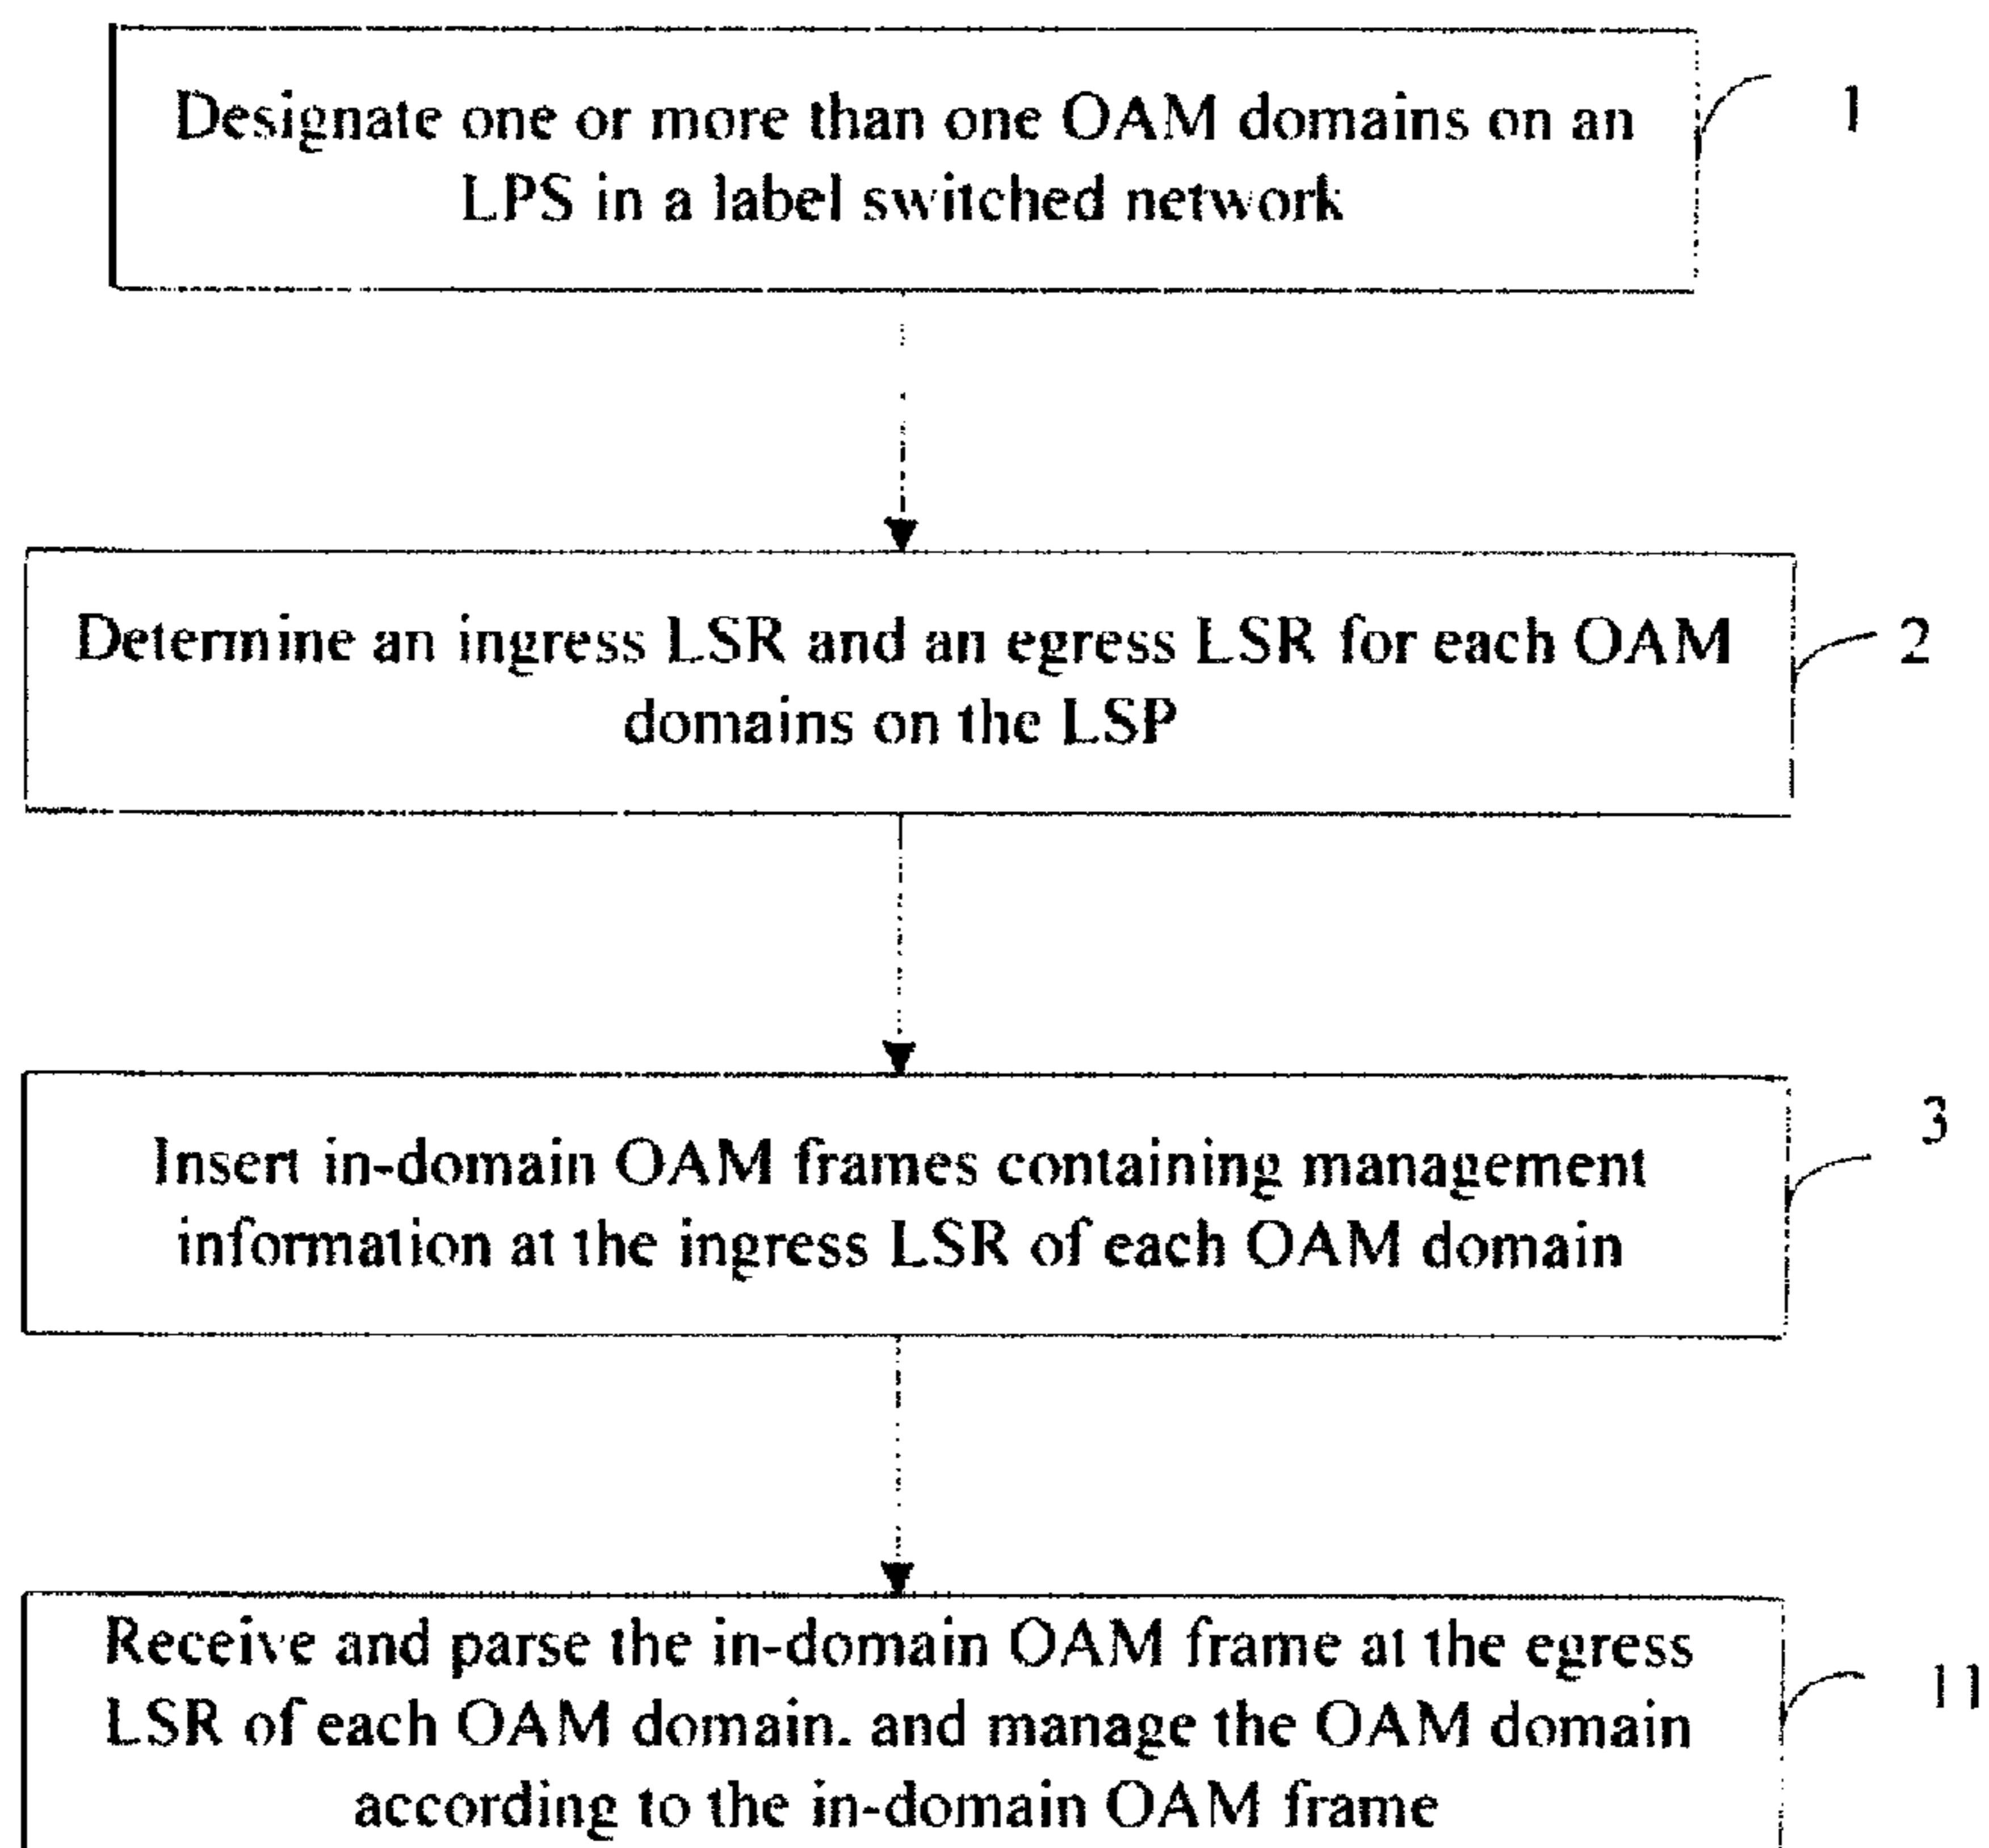 Designate one or more than one OAM domains on an
LPS in a label switched network
1
Determine an ingress LSR and an egress LSR for each OAM
domains on the LSP
2
Insert in-domain OAM frames containing management
information at the ingress LSR of each OAM domain
3
Receive and parse the in-domain OAM frame at the egress
LSR of each OAM domain. and manage the OAM domain
according to the in-domain OAM frame
11